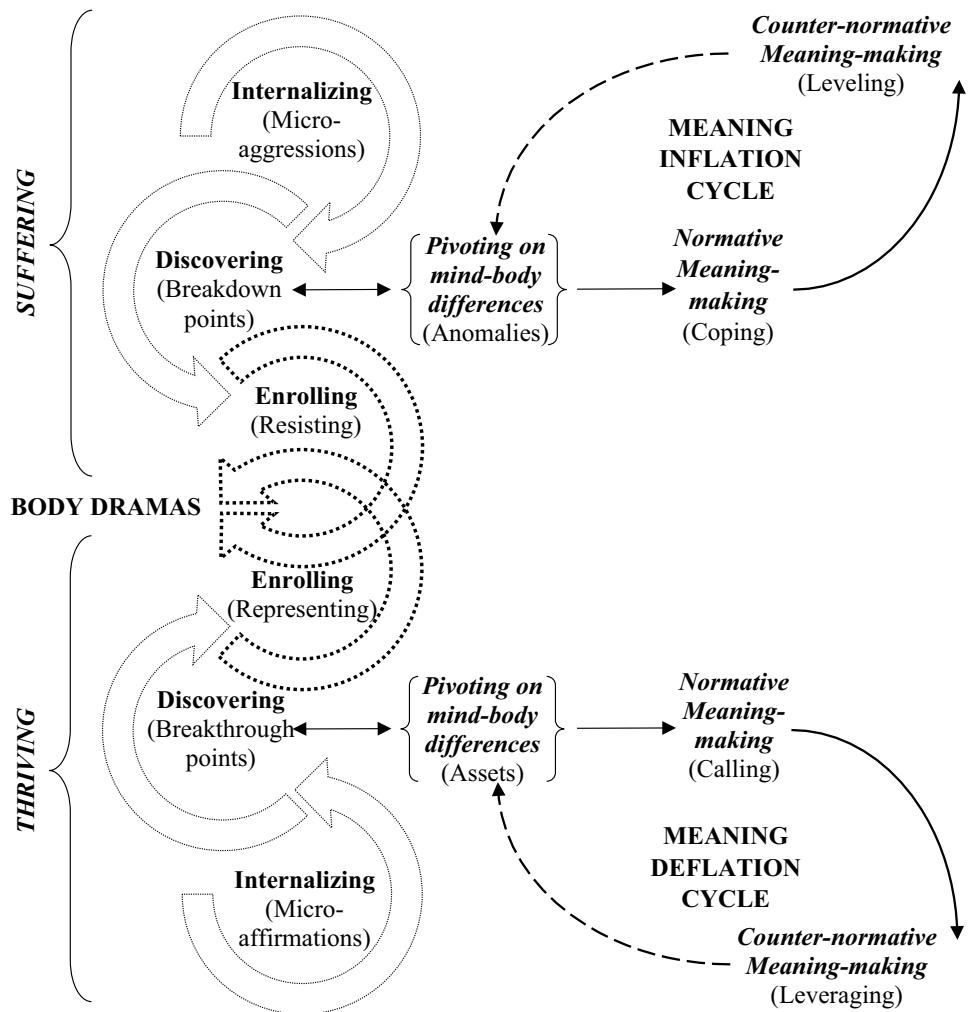 Counter-normative
Meaning-making
(Leveling)
Internalizing
(Micro-
aggressions)
MEANING
INFLATION
CYCLE
SUFFERING
Discovering
(Breakdown
points)
Pivoting on
mind-body
differences
(Anomalies)
Normative
Meaning-
making
(Coping)
Enrolling
(Resisting)
BODY DRAMAS
Enrolling
(Representing)
THRIVING
Discovering
(Breakthrough
points)
Pivoting on
mind-body
differences
(Assets)
Normative
Meaning-
making
(Calling)
MEANING
DEFLATION
CYCLE
Internalizing
(Micro-
affirmations)
Counter-normative
Meaning-making
(Leveraging)